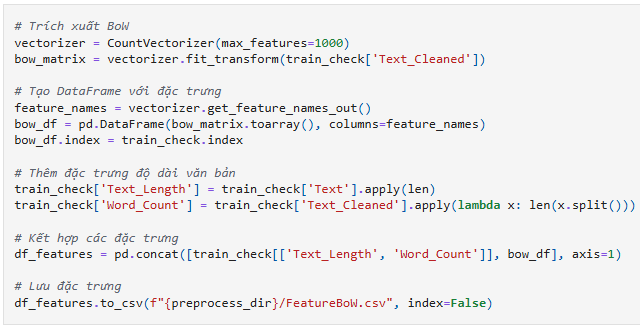 # Trích xuất BoW
vectorizer = CountVectorizer(max_features=1000)
bow_matrix = vectorizer.fit_transform(train_check['Text_Cleaned'])
# Tạo DataFrame với đặc trưng
feature_names = vectorizer.get_feature_names_out()
bow_df = pd.DataFrame(bow_matrix.toarray(), columns=feature_names)
bow_df.index = train_check.index
# Thêm đặc trưng độ dài văn bản
train_check['Text_Length'] = train_check['Text'].apply(len)
train_check['Word_Count'] = train_check['Text_Cleaned'].apply(lambda x: len(x.split()))
# Kết hợp các đặc trưng
df_features = pd.concat([train_check[['Text_Length', 'Word_Count']], bow_df], axis=1)
# Lưu đặc trưng
df_features.to_csv(f"{preprocess_dir}/FeatureBoW.csv", index=False)